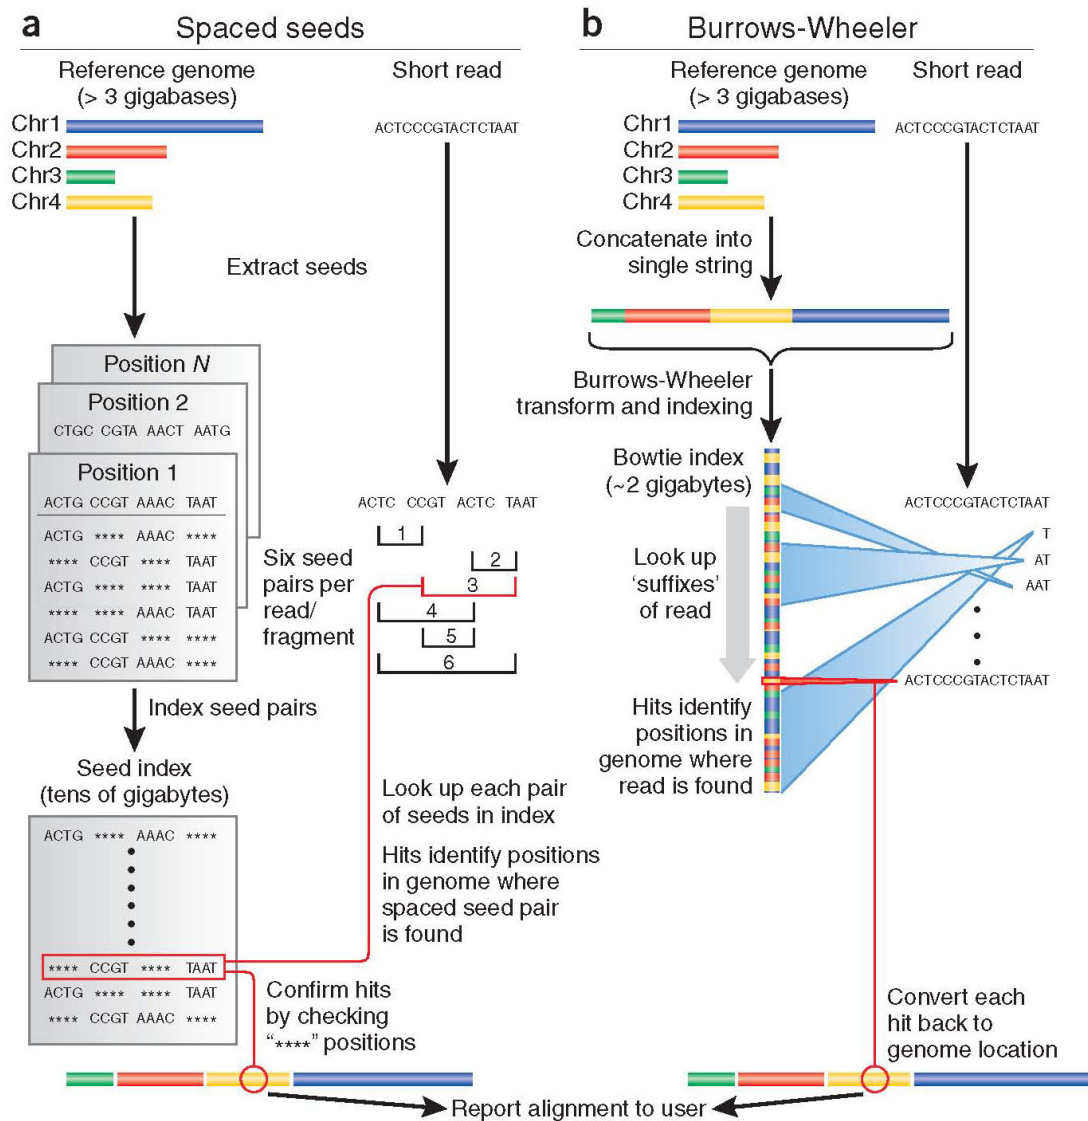 a Spaced seeds
Reference genome
(> 3 gigabases)
Short read
Chr1
Chr2
Chr3
Chr4
ACTCCCGTACTCTAAT
Extract seeds
Position N
Position 2
CTGC CCGTA AACT AATG
Position 1
ACTG CCGT AAAC TAAT
ACTG **** AAAC ****
**** CCGT **** TAAT
ACTG **** **** TAAT
**** **** AAAC TAAT
ACTG CCGT **** ****
**** CCGT AAAC ****
ACTC CCGT ACTC TAAT
1
2
3
4
5
6
Six seed
pairs per
read/
fragment
Index seed pairs
Seed index
(tens of gigabytes)
ACTG **** AAAC ****
**** CCGT **** TAAT
ACTG **** **** TAAT
**** CCGT AAAC ****
Look up each pair
of seeds in index
Hits identify positions
in genome where
spaced seed pair
is found
Confirm hits
by checking
“****” positions
b Burrows-Wheeler
Reference genome
(> 3 gigabases)
Short read
Chr1
Chr2
Chr3
Chr4
ACTCCCGTACTCTAAT
Concatenate into
single string
Burrows-Wheeler
transform and indexing
Bowtie index
(~2 gigabytes)
Look up
‘suffixes’
of read
ACTCCCGTACTCTAAT
T
AT
AAT
ACTCCCGTACTCTAAT
Hits identify
positions in
genome where
read is found
Convert each
hit back to
genome location
Report alignment to user